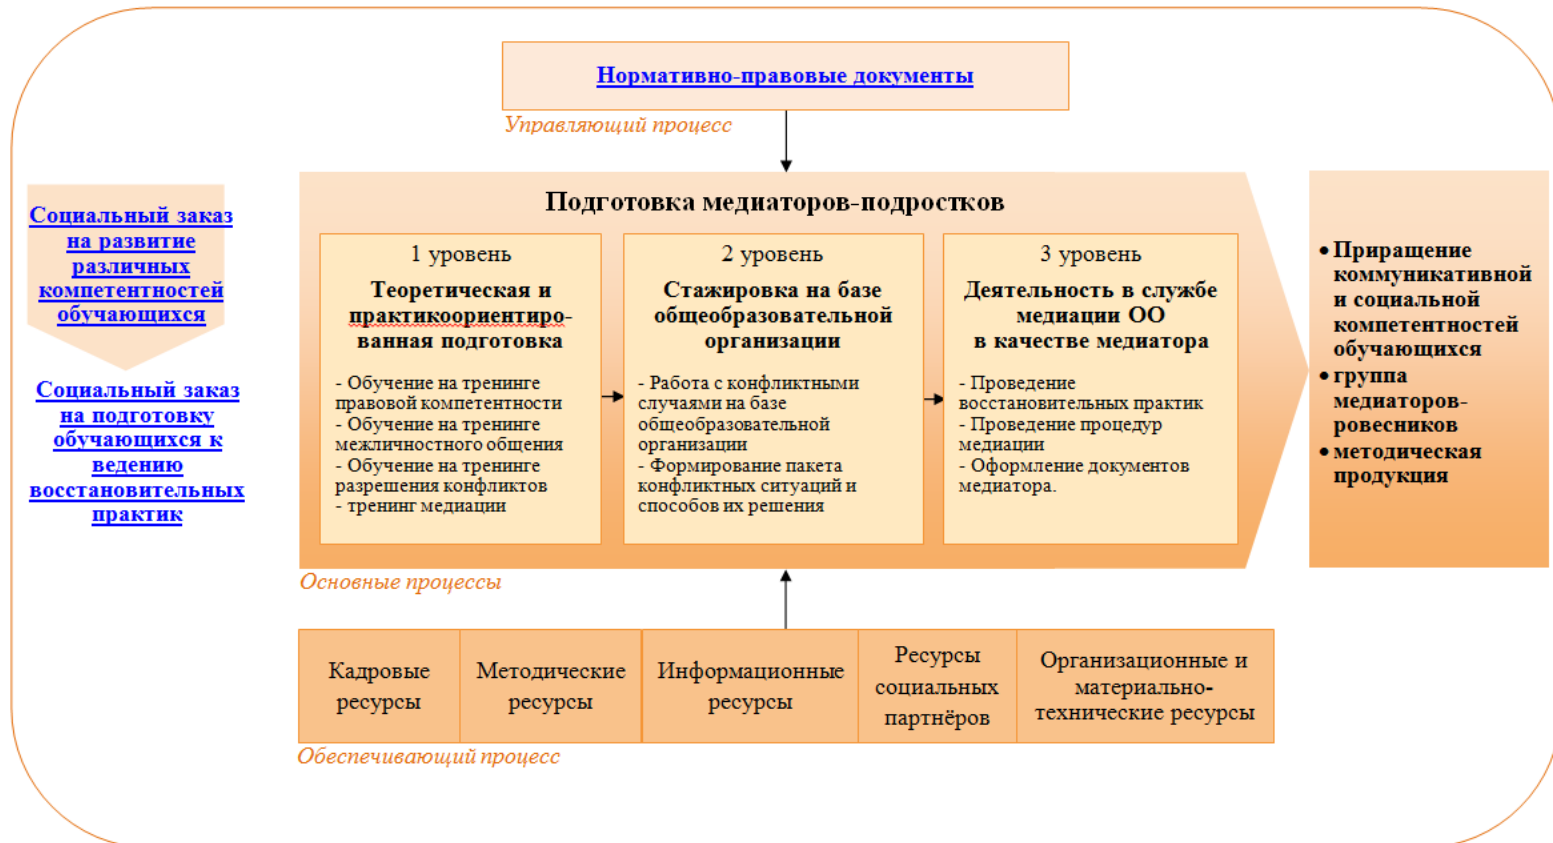 Нормативно-правовые документы
Управляющий процесс
Социальный заказ
на развитие
различных
компетентностей
обучающихся
Социальный заказ
на подготовку
обучающихся к
ведению
восстановительных
практик
Подготовка медиаторов-подростков
1 уровень
Теоретическая и
практикоориентиро-
ванная подготовка
- Обучение на тренинге
правовой компетентности
- Обучение на тренинге
межличностного общения
- Обучение на тренинге
разрешения конфликтов
- тренинг медиации
2 уровень
Стажировка на базе
общеобразовательной
организации
- Работа с конфликтными
случаями на базе
общеобразовательной
организации
- Формирование пакета
конфликтных ситуаций и
способов их решения
3 уровень
Деятельность в службе
медиации ОО
в качестве медиатора
- Проведение
восстановительных практик
- Проведение процедур
медиации
- Оформление документов
медиатора.
• Приращение
коммуникативной
и социальной
компетентностей
обучающихся
• группа
медиаторов-
ровесников
• методическая
продукция
Основные процессы
Кадровые
ресурсы
Методические
ресурсы
Информационные
ресурсы
Ресурсы
социальных
партнёров
Организационные и
материально-
технические ресурсы
Обеспечивающий процесс